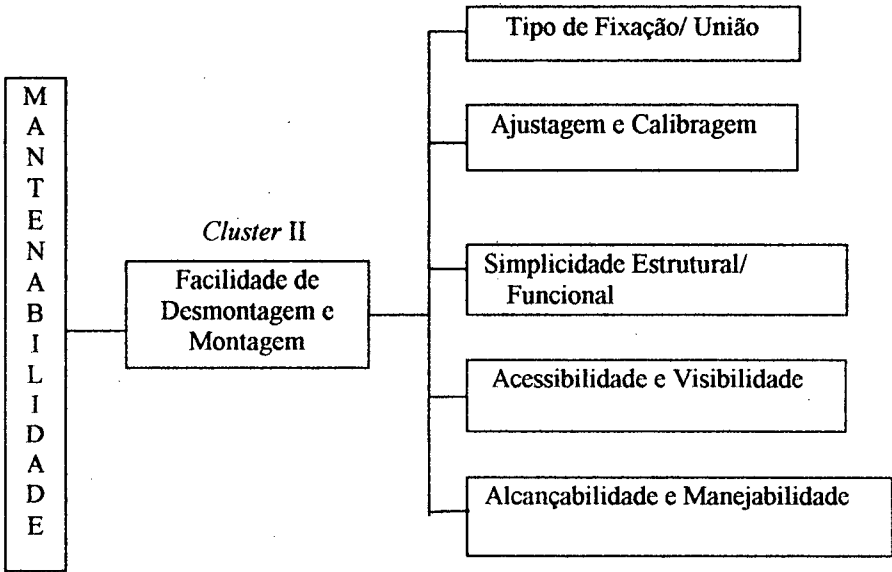 MANTENABILIDADE
Cluster II
Facilidade de
Desmontagem e
Montagem
Tipo de Fixação/ União
Ajustagem e Calibragem
Simplicidade Estrutural/
Funcional
Acessibilidade e Visibilidade
Alcançabilidade e Manejabilidade